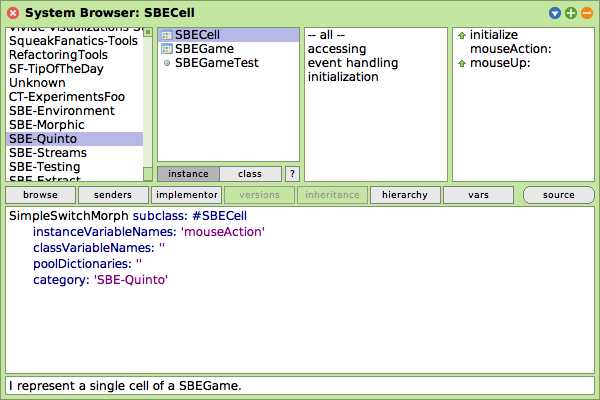 System Browser: SBECell
Vivide-Visualizations-S
SqueakFanatics-Tools
RefactoringTools
SF-TipOfTheDay
Unknown
CT-ExperimentsFoo
SBE-Environment
SBE-Morphic
SBE-Quinto
SBE-Streams
SBE-Testing
SBE-Extract
SBECell
SBEGame
SBEGameTest
instance class ?
-- all --
accessing
event handling
initialization
initialize
mouseAction:
mouseUp:
browse senders implementor versions inheritance hierarchy vars source
SimpleSwitchMorph subclass: #SBECell
instanceVariableNames: 'mouseAction'
classVariableNames: ''
poolDictionaries: ''
category: 'SBE-Quinto'
I represent a single cell of a SBEGame.